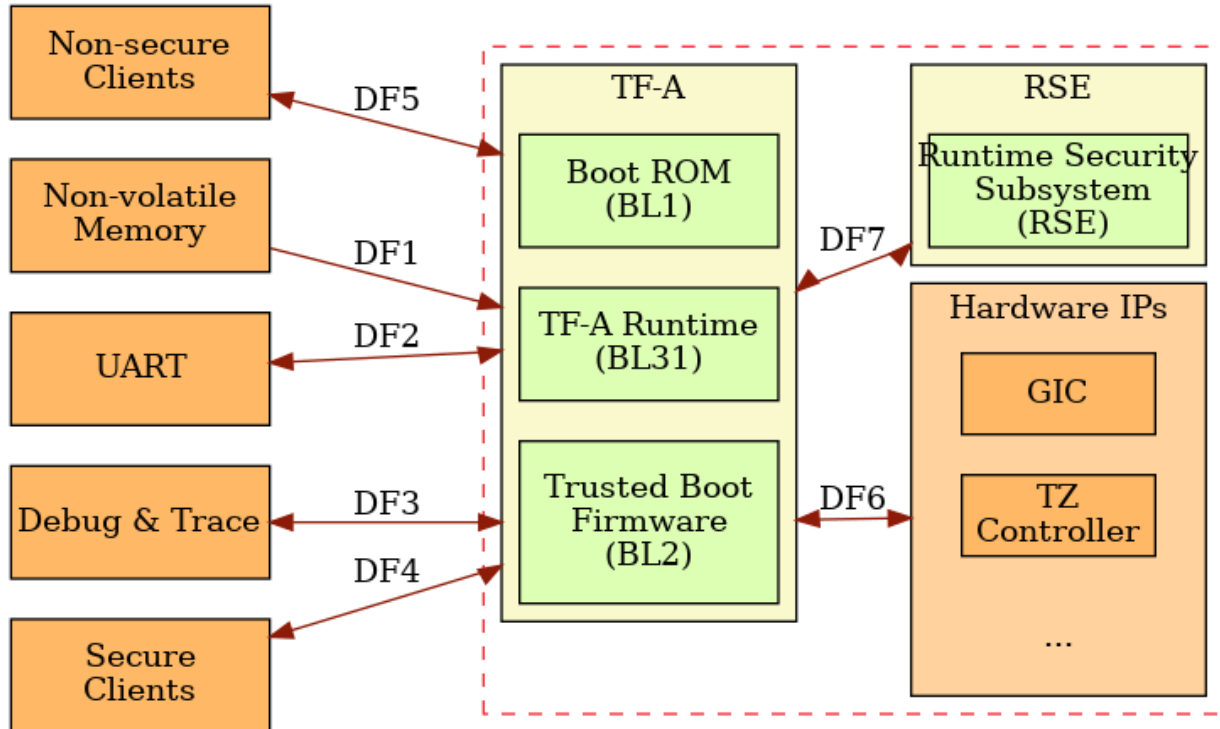 Non-secure
Clients
Non-volatile
Memory
UART
Debug & Trace
Secure
Clients
DF5
DF1
DF2
DF3
DF4
TF-A
Boot ROM
(BL1)
TF-A Runtime
(BL31)
Trusted Boot
Firmware
(BL2)
DF7
DF6
RSE
Runtime Security
Subsystem
(RSE)
Hardware IPs
GIC
TZ
Controller
...